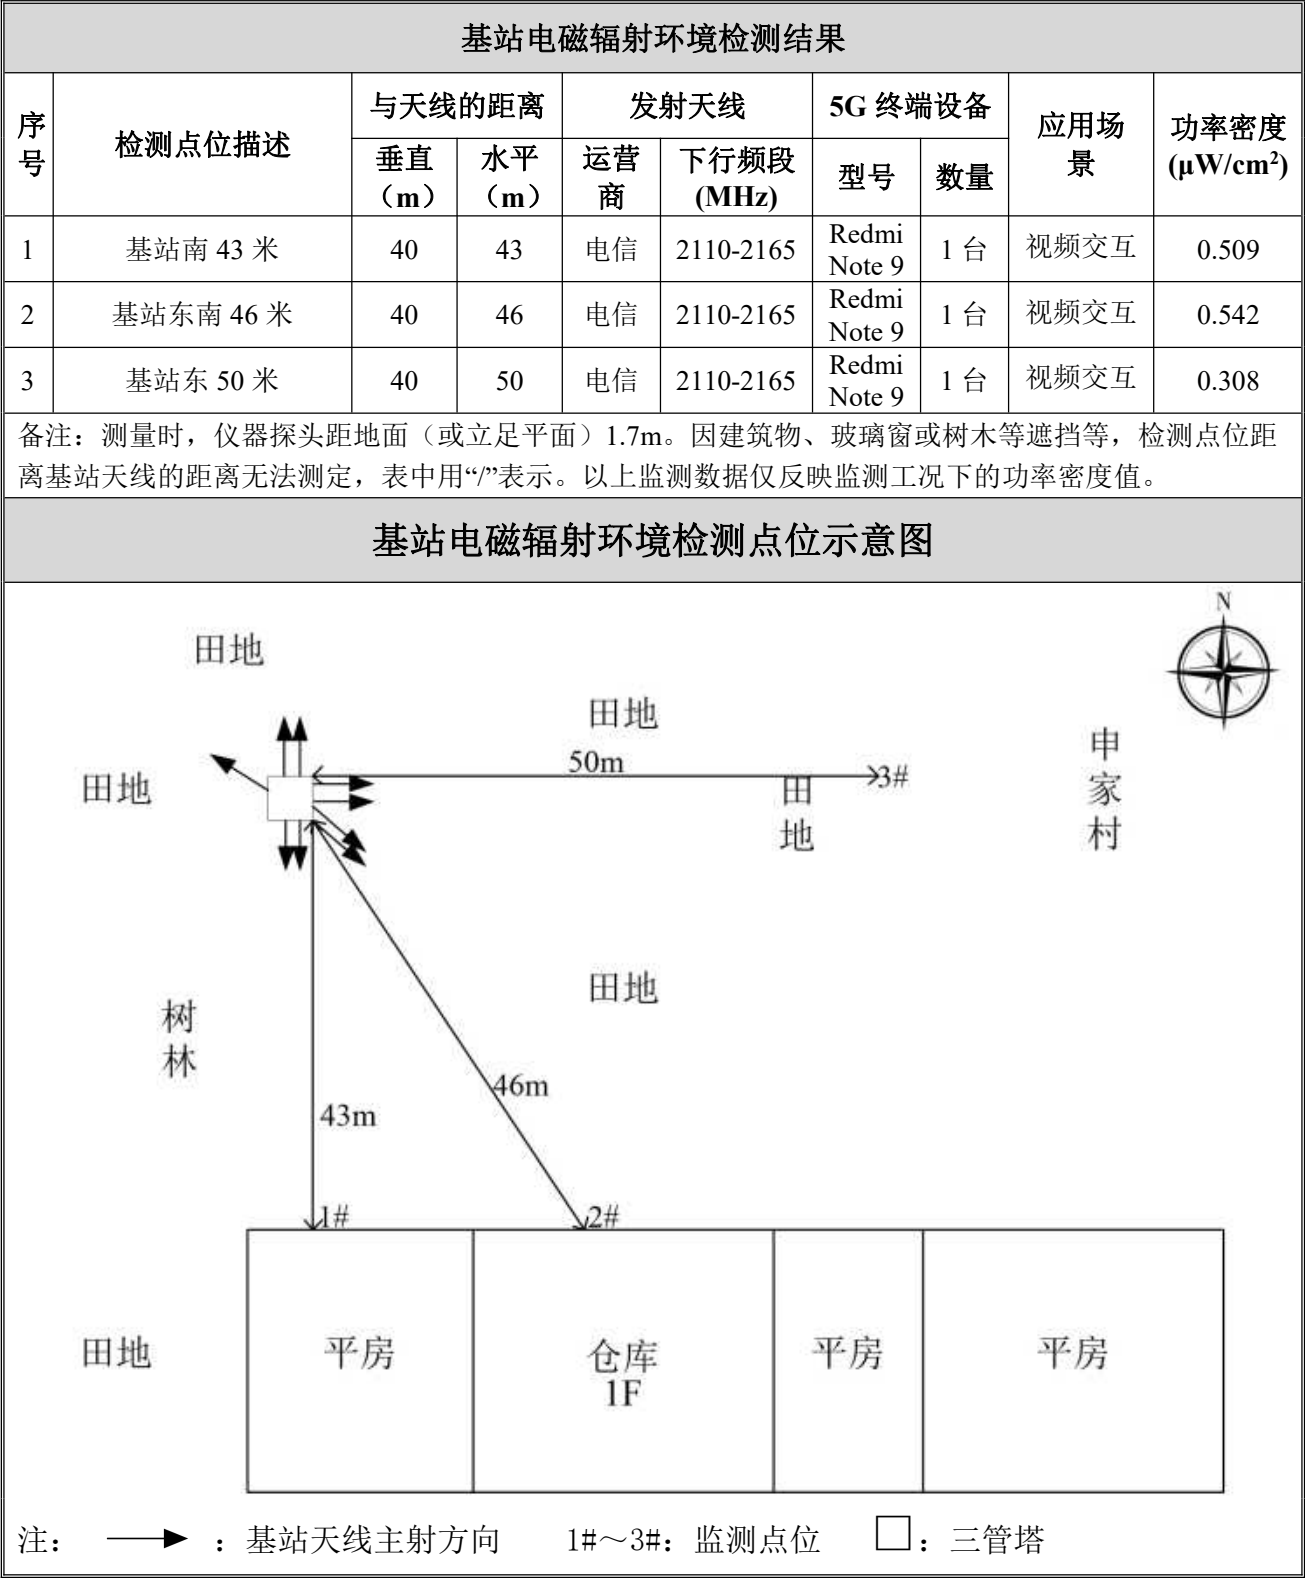 基站电磁辐射环境检测结果
序号 检测点位描述 与天线的距离 发射天线 5G 终端设备 应用场景 功率密度(μW/cm²)
垂直（m） 水平（m） 运营商 下行频段(MHz) 型号 数量
1 基站南 43 米 40 43 电信 2110-2165 Redmi Note 9 1 台 视频交互 0.509
2 基站东南 46 米 40 46 电信 2110-2165 Redmi Note 9 1 台 视频交互 0.542
3 基站东 50 米 40 50 电信 2110-2165 Redmi Note 9 1 台 视频交互 0.308
备注：测量时，仪器探头距地面（或立足平面）1.7m。因建筑物、玻璃窗或树木等遮挡等，检测点位距
离基站天线的距离无法测定，表中用“/”表示。以上监测数据仅反映监测工况下的功率密度值。
基站电磁辐射环境检测点位示意图
N
田地
田地
申家村
50m
3#
田地
田地
田地
树林
46m
43m
1#
2#
田地
平房
仓库
1F
平房
平房
注： ：基站天线主射方向 1#～3#：监测点位 ：三管塔